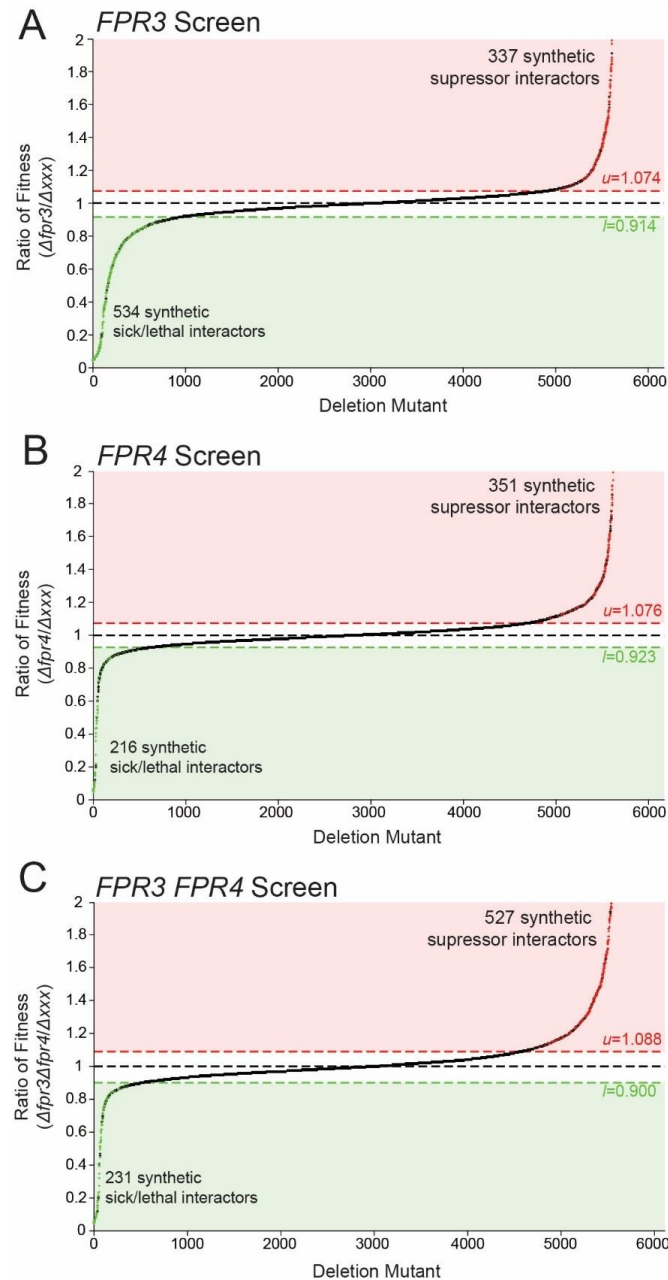 A
FPR3 Screen
Ratio of Fitness
(Δfpr3/Δxxx)
2
1.8
1.6
1.4
1.2
1
0.8
0.6
0.4
0.2
0
337 synthetic
supressor interactors
u=1.074
l=0.914
534 synthetic
sick/lethal interactors
0 1000 2000 3000 4000 5000 6000
Deletion Mutant
B
FPR4 Screen
Ratio of Fitness
(Δfpr4/Δxxx)
2
1.8
1.6
1.4
1.2
1
0.8
0.6
0.4
0.2
0
351 synthetic
supressor interactors
u=1.076
l=0.923
216 synthetic
sick/lethal interactors
0 1000 2000 3000 4000 5000 6000
Deletion Mutant
C
FPR3 FPR4 Screen
Ratio of Fitness
(Δfpr3Δfpr4/Δxxx)
2
1.8
1.6
1.4
1.2
1
0.8
0.6
0.4
0.2
0
527 synthetic
supressor interactors
u=1.088
l=0.900
231 synthetic
sick/lethal interactors
0 1000 2000 3000 4000 5000 6000
Deletion Mutant